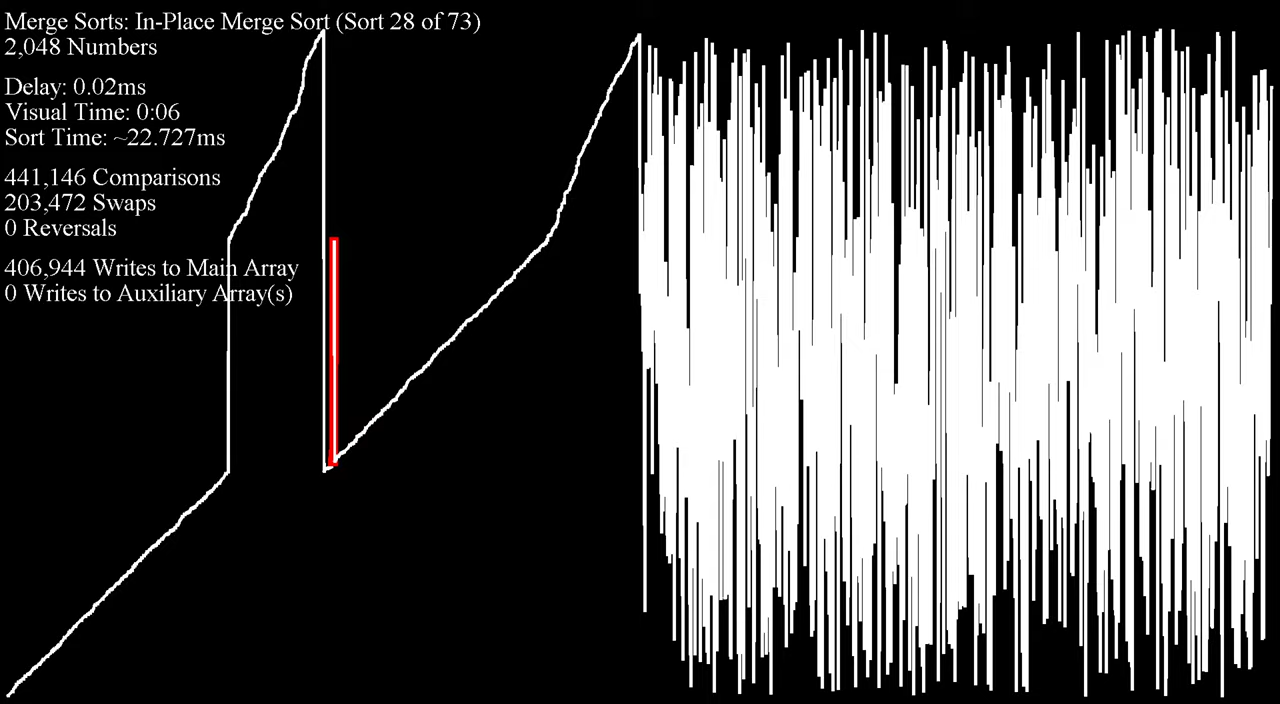 Merge Sorts: In-Place Merge Sort (Sort 28 of 73)
2,048 Numbers
Delay: 0.02ms
Visual Time: 0:06
Sort Time: ~22.727ms
441,146 Comparisons
203,472 Swaps
0 Reversals
406,944 Writes to Main Array
0 Writes to Auxiliary Array(s)